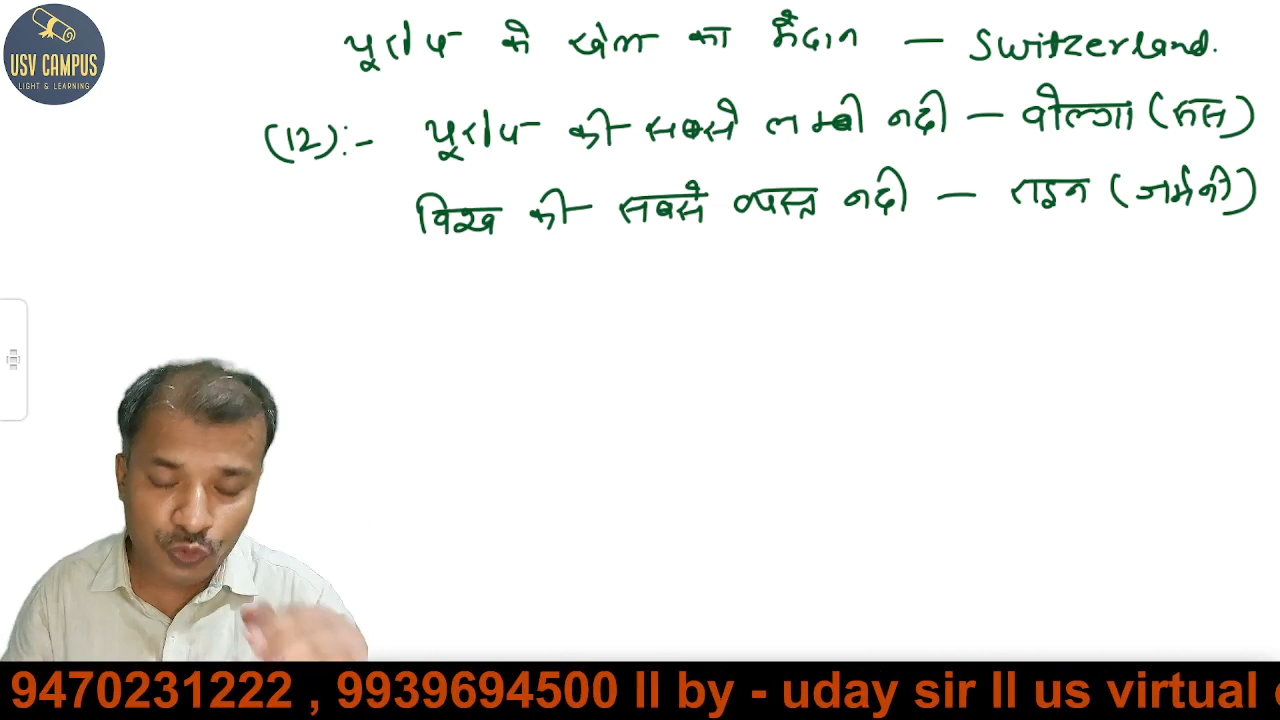 USV CAMPUS
LIGHT & LEARNING
यूरोप के खेल का मैदान - Switzerland.
(12):- यूरोप की सबसे लम्बी नदी - वोल्गा (रूस)
विश्व की सबसे व्यस्त नदी - राइन (जर्मनी)
9470231222 , 9939694500 ll by - uday sir ll us virtual